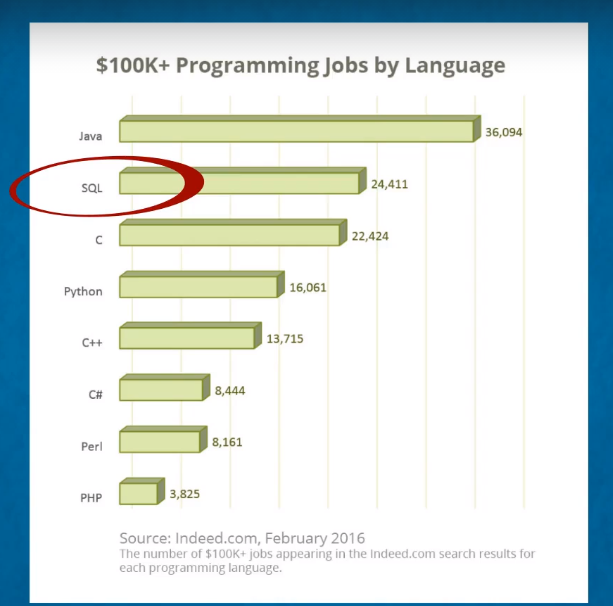 $100K+ Programming Jobs by Language
Java 36,094
SQL 24,411
C 22,424
Python 16,061
C++ 13,715
C# 8,444
Perl 8,161
PHP 3,825
Source: Indeed.com, February 2016
The number of $100K+ jobs appearing in the Indeed.com search results for
each programming language.